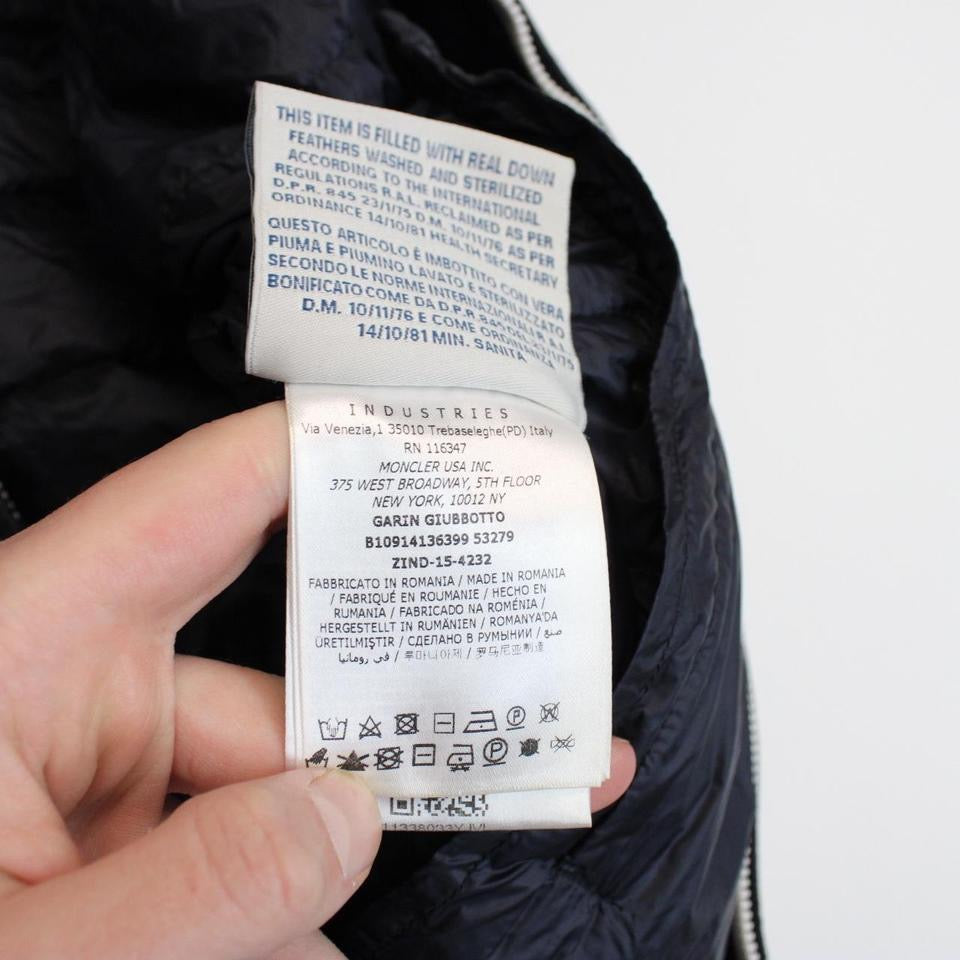 THIS ITEM IS FILLED WITH REAL DOWN
FEATHERS WASHED AND STERILIZED
ACCORDING TO THE INTERNATIONAL
REGULATIONS R.A.L. RECLAIMED AS PER
D.P.R. 845 23/1/75 D.M. 10/11/76 AS PER
ORDINANCE 14/10/81 HEALTH SECRETARY
QUESTO ARTICOLO È IMBOTTITO CON VERA
PIUMA E PIUMINO LAVATO E STERILIZZATO
SECONDO LE NORME INTERNAZIONALI R.A.L.
BONIFICATO COME DA D.P.R. 845 DEL 23/1/75
D.M. 10/11/76 E COME ORDINANZA
14/10/81 MIN. SANITA
INDUSTRIES
Via Venezia,1 35010 Trebaseleghe(PD) Italy
RN 116347
MONCLER USA INC.
375 WEST BROADWAY, 5TH FLOOR
NEW YORK, 10012 NY
GARIN GIUBBOTTO
B10914136399 53279
ZIND-15-4232
FABBRICATO IN ROMANIA / MADE IN ROMANIA
/ FABRIQUÉ EN ROUMANIE / HECHO EN
RUMANIA / FABRICADO NA ROMÉNIA /
HERGESTELLT IN RUMÄNIEN / ROMANYA'DA
ÜRETILMIŞTIR / СДЕЛАНО В РУМЫНИИ / صنع
في رومانيا / 루마니아제 / 罗马尼亚制造